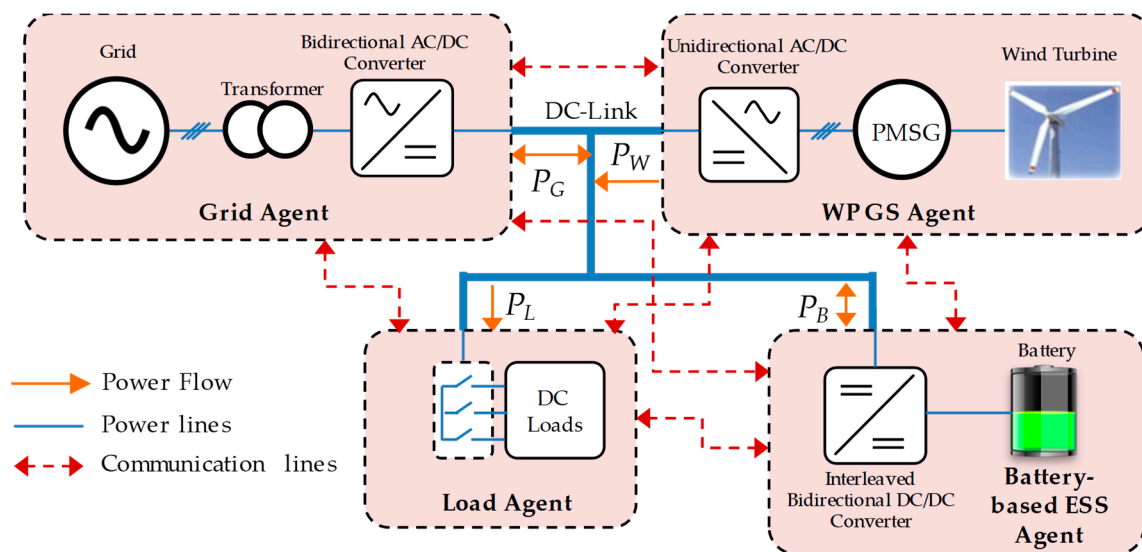 Grid
Bidirectional AC/DC
Converter
Transformer
Grid Agent
DC-Link
P_G
P_W
Unidirectional AC/DC
Converter
Wind Turbine
PMSG
WPGS Agent
P_L
P_B
Power Flow
Power lines
Communication lines
DC
Loads
Load Agent
Battery
Interleaved
Bidirectional DC/DC
Converter
Battery-
based ESS
Agent